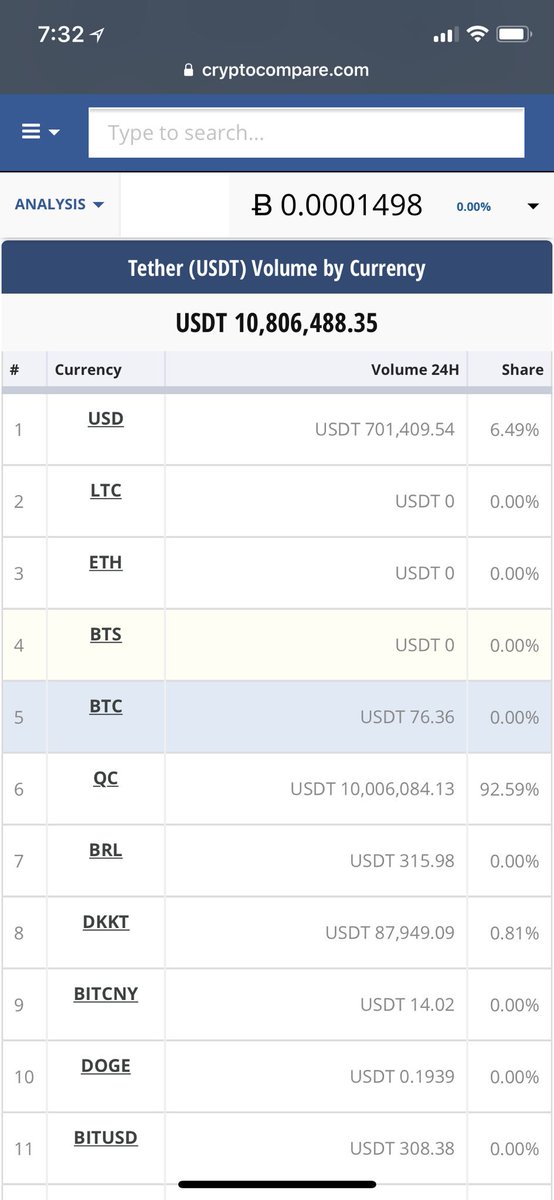 7:32
cryptocompare.com
Type to search...
ANALYSIS Ƀ 0.0001498 0.00%
Tether (USDT) Volume by Currency
USDT 10,806,488.35
# Currency Volume 24H Share
1 USD USDT 701,409.54 6.49%
2 LTC USDT 0 0.00%
3 ETH USDT 0 0.00%
4 BTS USDT 0 0.00%
5 BTC USDT 76.36 0.00%
6 QC USDT 10,006,084.13 92.59%
7 BRL USDT 315.98 0.00%
8 DKKT USDT 87,949.09 0.81%
9 BITCNY USDT 14.02 0.00%
10 DOGE USDT 0.1939 0.00%
11 BITUSD USDT 308.38 0.00%